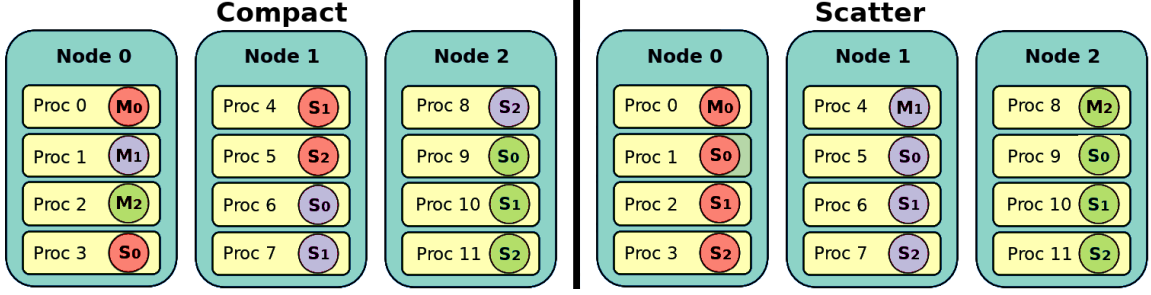 Compact
Node 0
Proc 0 M0
Proc 1 M1
Proc 2 M2
Proc 3 S0
Node 1
Proc 4 S1
Proc 5 S2
Proc 6 S0
Proc 7 S1
Node 2
Proc 8 S2
Proc 9 S0
Proc 10 S1
Proc 11 S2
Scatter
Node 0
Proc 0 M0
Proc 1 S0
Proc 2 S1
Proc 3 S2
Node 1
Proc 4 M1
Proc 5 S0
Proc 6 S1
Proc 7 S2
Node 2
Proc 8 M2
Proc 9 S0
Proc 10 S1
Proc 11 S2